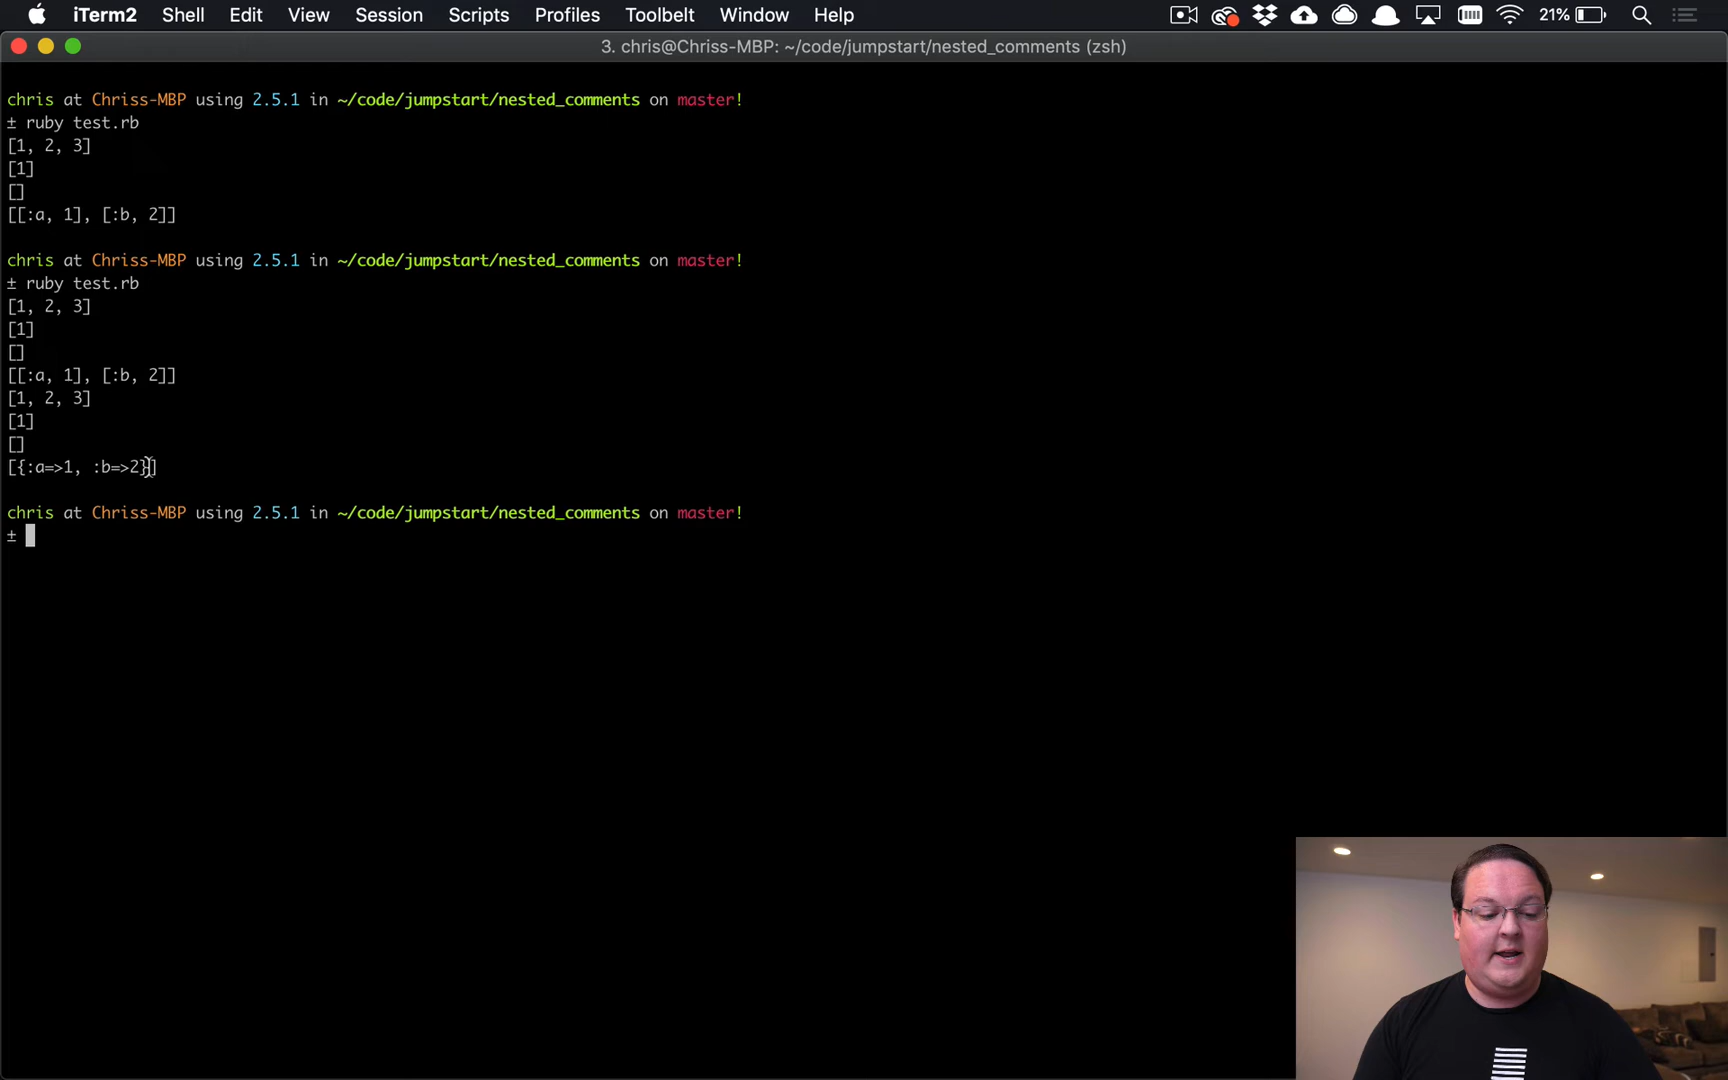 iTerm2 Shell Edit View Session Scripts Profiles Toolbelt Window Help 21%
3. chris@Chriss-MBP: ~/code/jumpstart/nested_comments (zsh)
chris at Chriss-MBP using 2.5.1 in ~/code/jumpstart/nested_comments on master!
± ruby test.rb
[1, 2, 3]
[1]
[]
[[:a, 1], [:b, 2]]
chris at Chriss-MBP using 2.5.1 in ~/code/jumpstart/nested_comments on master!
± ruby test.rb
[1, 2, 3]
[1]
[]
[[:a, 1], [:b, 2]]
[1, 2, 3]
[1]
[]
[{:a=>1, :b=>2}]
chris at Chriss-MBP using 2.5.1 in ~/code/jumpstart/nested_comments on master!
±